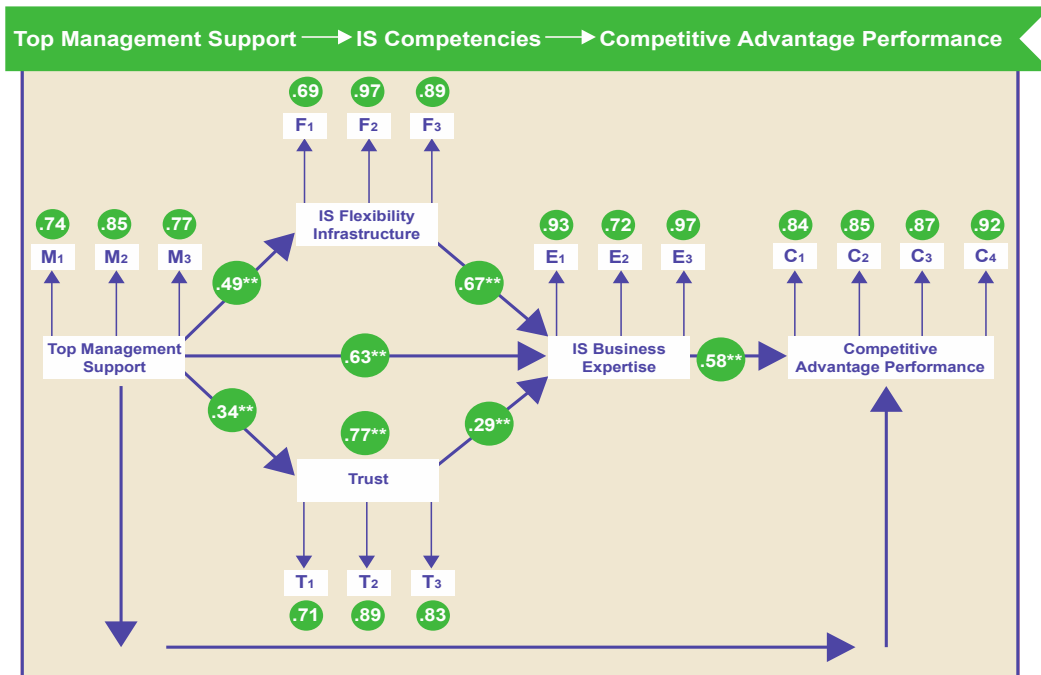 Top Management Support → IS Competencies → Competitive Advantage Performance
.69 .97 .89
F1 F2 F3
IS Flexibility
Infrastructure
.74 .85 .77
M1 M2 M3
.93 .72 .97
E1 E2 E3
.84 .85 .87 .92
C1 C2 C3 C4
.49**
.67**
Top Management
Support
.63**
IS Business
Expertise
.58**
Competitive
Advantage Performance
.34**
.77**
.29**
Trust
T1 T2 T3
.71 .89 .83